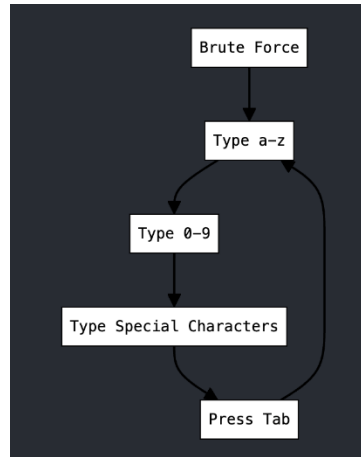 Brute Force
Type a–z
Type 0–9
Type Special Characters
Press Tab